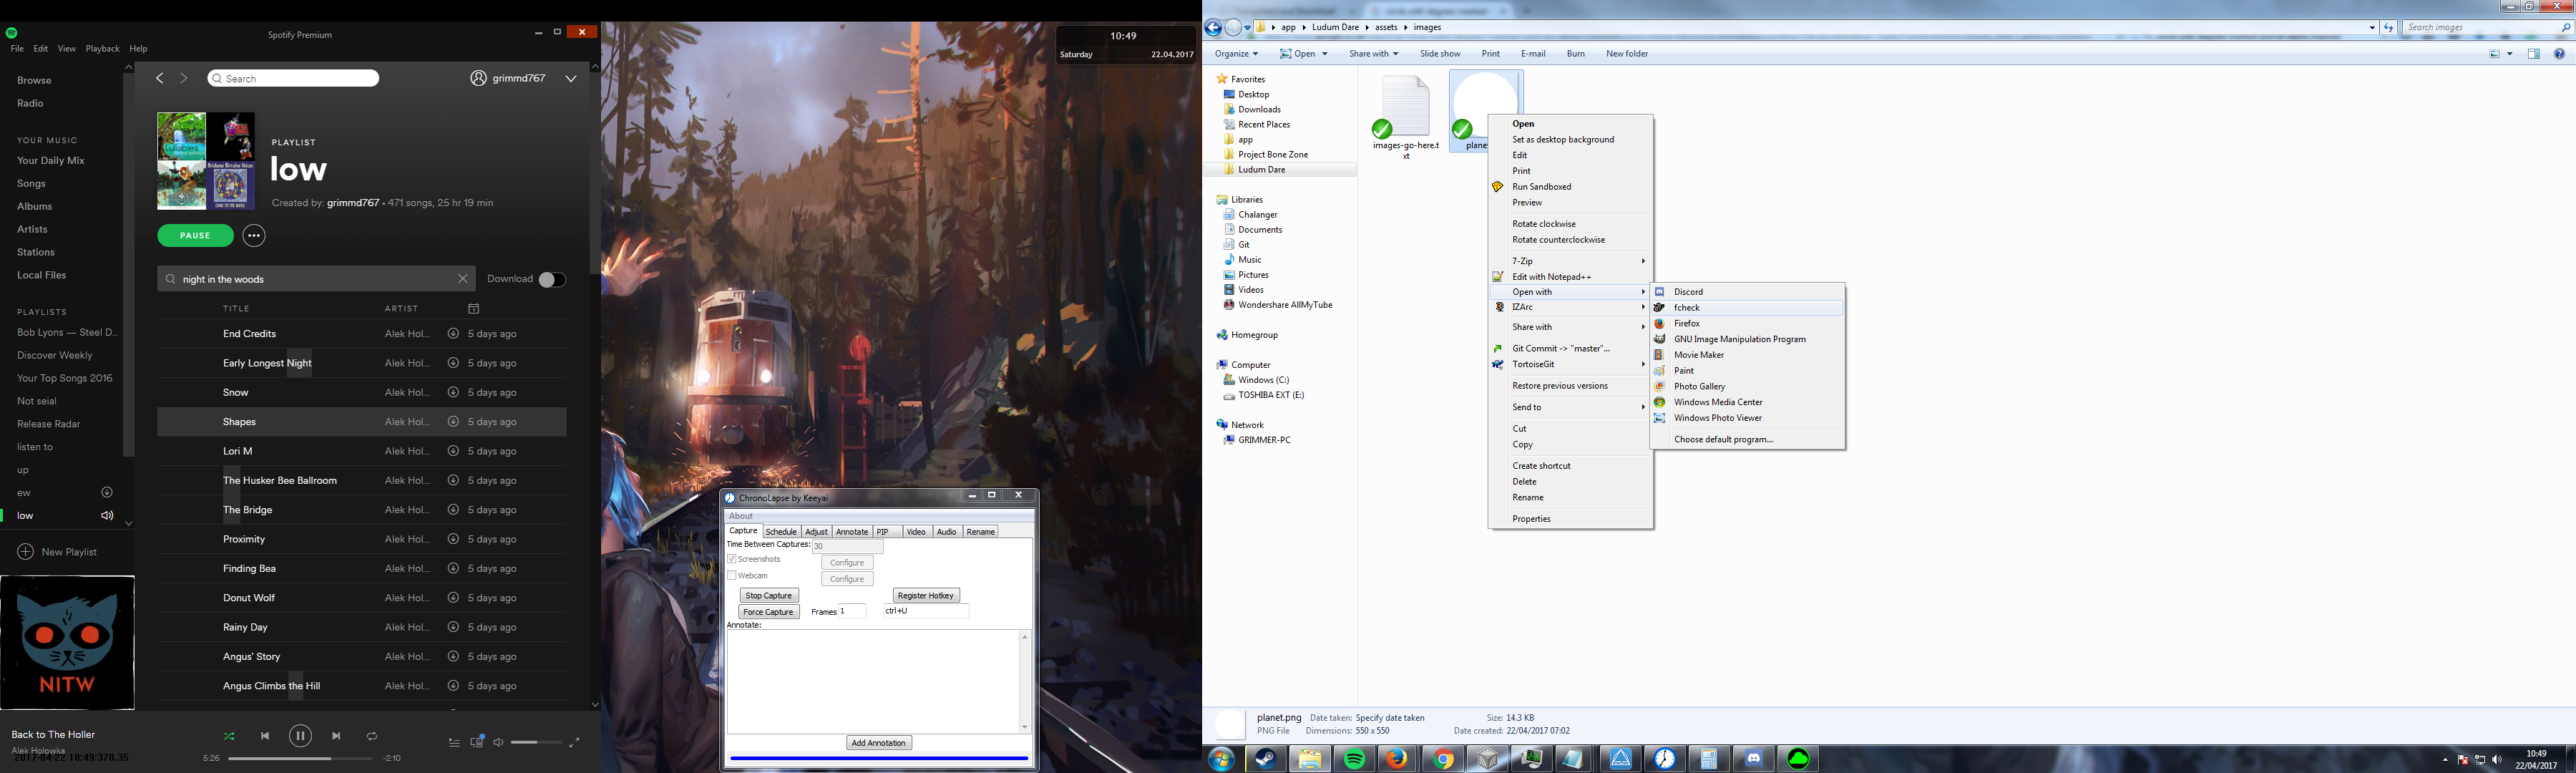 Spotify Premium
File Edit View Playback Help
Browse
Radio
YOUR MUSIC
Your Daily Mix
Songs
Albums
Artists
Stations
Local Files
PLAYLISTS
Bob Lyons — Steel D..
Discover Weekly
Your Top Songs 2016
Not seial
Release Radar
listen to
up
ew
low
New Playlist
NITW
Search
grimmd767
Lullabies
PLAYLIST
low
Created by: grimmd767 • 471 songs, 25 hr 19 min
PAUSE
night in the woods
Download
TITLE ARTIST
End Credits Alek Hol... 5 days ago
Early Longest Night Alek Hol... 5 days ago
Snow Alek Hol... 5 days ago
Shapes Alek Hol... 5 days ago
Lori M Alek Hol... 5 days ago
The Husker Bee Ballroom Alek Hol... 5 days ago
The Bridge Alek Hol... 5 days ago
Proximity Alek Hol... 5 days ago
Finding Bea Alek Hol... 5 days ago
Donut Wolf Alek Hol... 5 days ago
Rainy Day Alek Hol... 5 days ago
Angus' Story Alek Hol... 5 days ago
Angus Climbs the Hill Alek Hol... 5 days ago
Back to The Holler
Alek Holowka
2017-04-22 10:49:370.35
5:26 -2:10
10:49
Saturday 22.04.2017
ChronoLapse by Keeyai
About
Capture Schedule Adjust Annotate PIP Video Audio Rename
Time Between Captures: 30
Screenshots Configure
Webcam Configure
Stop Capture Register Hotkey
Force Capture Frames 1 ctrl+U
Annotate:
Add Annotation
app Ludum Dare assets images
Search images
Organize Open Share with Slide show Print E-mail Burn New folder
Favorites
Desktop
Downloads
Recent Places
app
Project Bone Zone
Ludum Dare
Libraries
Chalanger
Documents
Git
Music
Pictures
Videos
Wondershare AllMyTube
Homegroup
Computer
Windows (C:)
TOSHIBA EXT (E:)
Network
GRIMMER-PC
images-go-here.t
xt
planet
Open
Set as desktop background
Edit
Print
Run Sandboxed
Preview
Rotate clockwise
Rotate counterclockwise
7-Zip
Edit with Notepad++
Open with
IZArc
Share with
Git Commit -> "master"...
TortoiseGit
Restore previous versions
Send to
Cut
Copy
Create shortcut
Delete
Rename
Properties
Discord
fcheck
Firefox
GNU Image Manipulation Program
Movie Maker
Paint
Photo Gallery
Windows Media Center
Windows Photo Viewer
Choose default program...
planet.png Date taken: Specify date taken Size: 14.3 KB
PNG File Dimensions: 550 x 550 Date created: 22/04/2017 07:02
10:49
22/04/2017